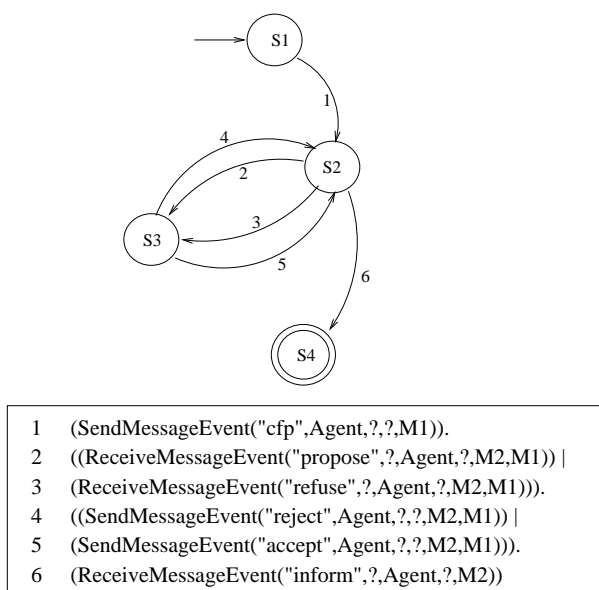 S1
1
4
S2
2
3
S3
5
6
S4
1 (SendMessageEvent("cfp",Agent,?,?,M1)).
2 ((ReceiveMessageEvent("propose",?,Agent,?,M2,M1)) |
3 (ReceiveMessageEvent("refuse",?,Agent,?,M2,M1))).
4 ((SendMessageEvent("reject",Agent,?,?,M2,M1)) |
5 (SendMessageEvent("accept",Agent,?,?,M2,M1))).
6 (ReceiveMessageEvent("inform",?,Agent,?,M2))